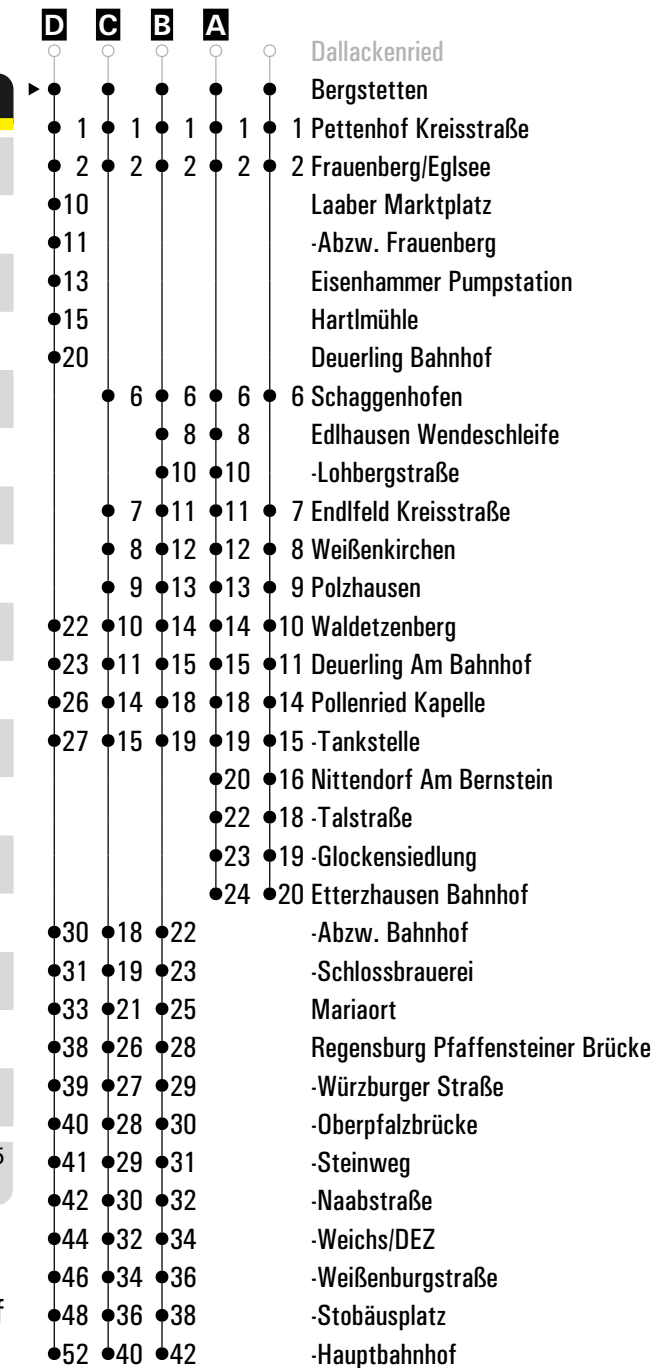 D C B A
Dallackenried
Bergstetten
1 1 1 1 1 Pettenhof Kreisstraße
2 2 2 2 2 Frauenberg/Eglsee
10 Laaber Marktplatz
11 -Abzw. Frauenberg
13 Eisenhammer Pumpstation
15 Hartlmühle
20 Deuerling Bahnhof
6 6 6 6 Schaggenhofen
8 8 Edlhausen Wendeschleife
10 10 -Lohbergstraße
7 11 11 7 Endlfeld Kreisstraße
8 12 12 8 Weißenkirchen
9 13 13 9 Polzhausen
22 10 14 14 10 Waldetzenberg
23 11 15 15 11 Deuerling Am Bahnhof
26 14 18 18 14 Pollenried Kapelle
27 15 19 19 15 -Tankstelle
20 16 Nittendorf Am Bernstein
22 18 -Talstraße
23 19 -Glockensiedlung
24 20 Etterzhausen Bahnhof
30 18 22 -Abzw. Bahnhof
31 19 23 -Schlossbrauerei
33 21 25 Mariaort
38 26 28 Regensburg Pfaffensteiner Brücke
39 27 29 -Würzburger Straße
40 28 30 -Oberpfalzbrücke
41 29 31 -Steinweg
42 30 32 -Naabstraße
44 32 34 -Weichs/DEZ
46 34 36 -Weißenburgstraße
48 36 38 -Stobäusplatz
52 40 42 -Hauptbahnhof